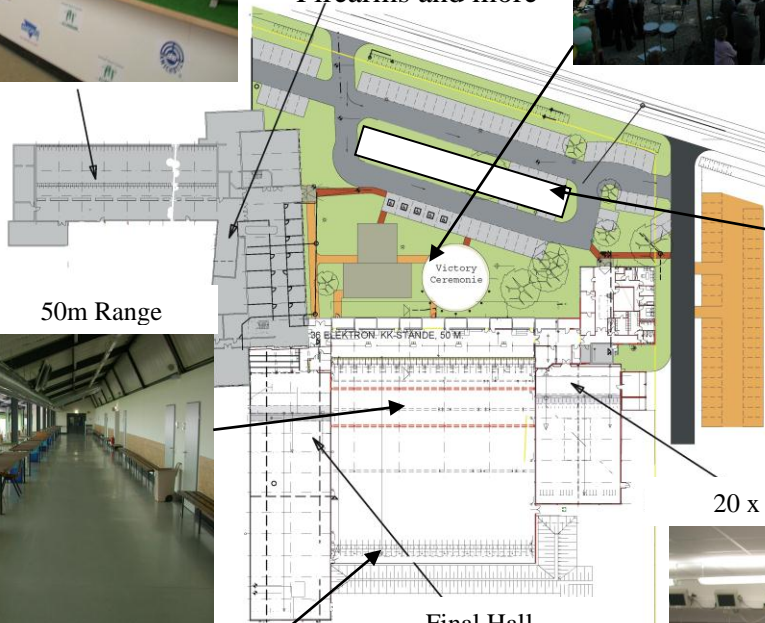 Firearms and more
Victory
Ceremonie
50m Range
36 ELEKTRON. KK-STÄNDE, 50 M.
20 x
Final Hall